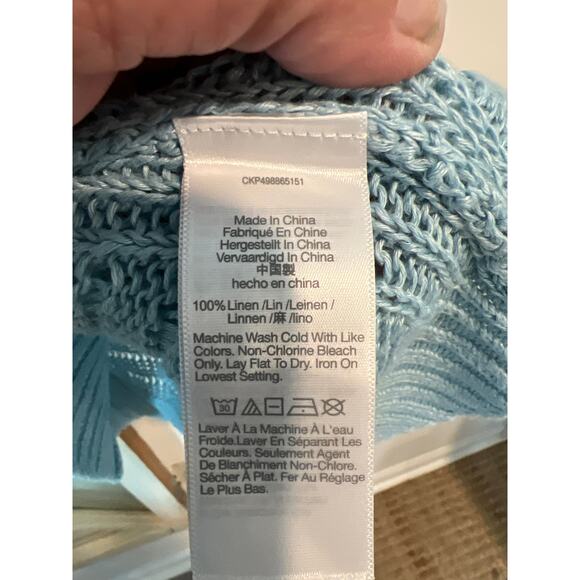 CKP498865151
Made In China
Fabriqué En Chine
Hergestellt In China
Vervaardigd In China
中国製
hecho en china
100% Linen /Lin /Leinen /
Linnen /麻 /lino
Machine Wash Cold With Like
Colors. Non-Chlorine Bleach
Only. Lay Flat To Dry. Iron On
Lowest Setting.
30
Laver À La Machine À L'eau
Froide.Laver En Séparant Les
Couleurs. Seulement Agent
De Blanchiment Non-Chlore.
Sécher À Plat. Fer Au Réglage
Le Plus Bas.